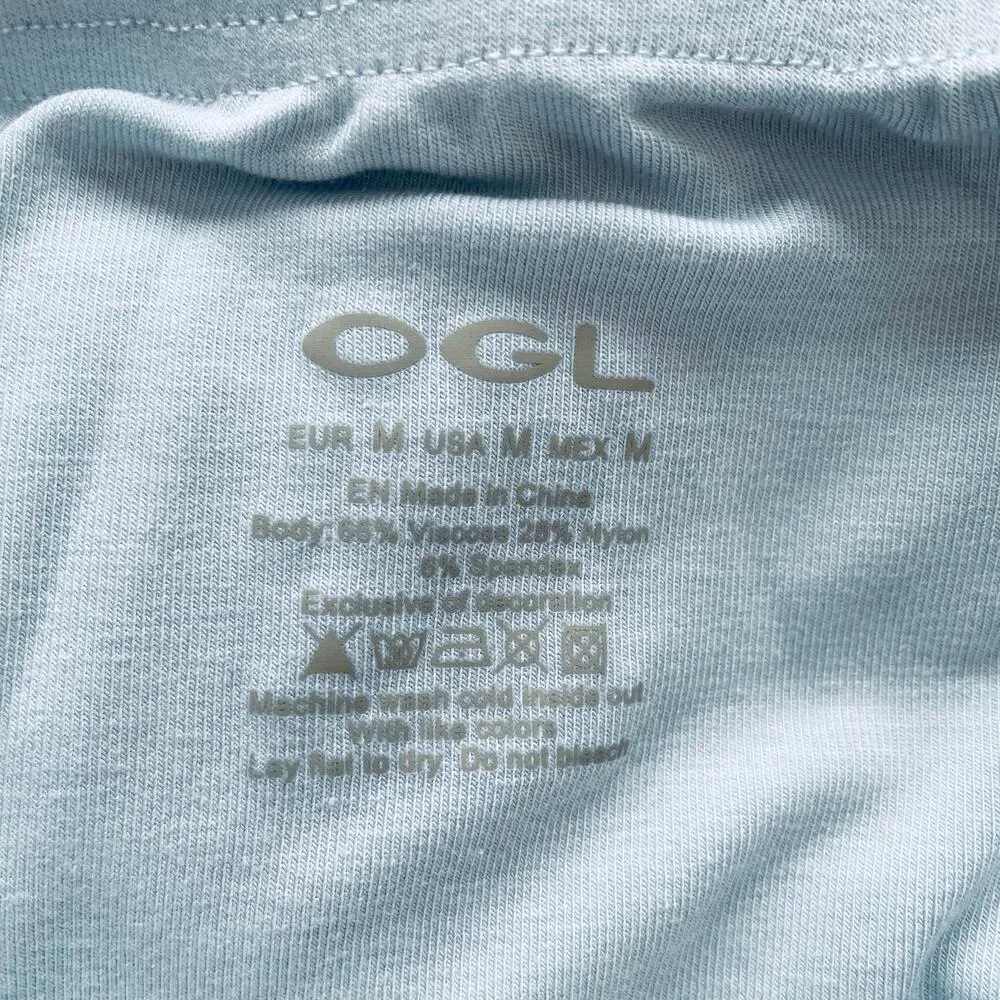 OGL
EUR M USA M MEX M
EN Made in China
Body: 66% Viscose 28% Nylon
6% Spandex
Exclusive of decoration
Machine wash cold inside out
With like colors
Lay flat to dry Do not bleach